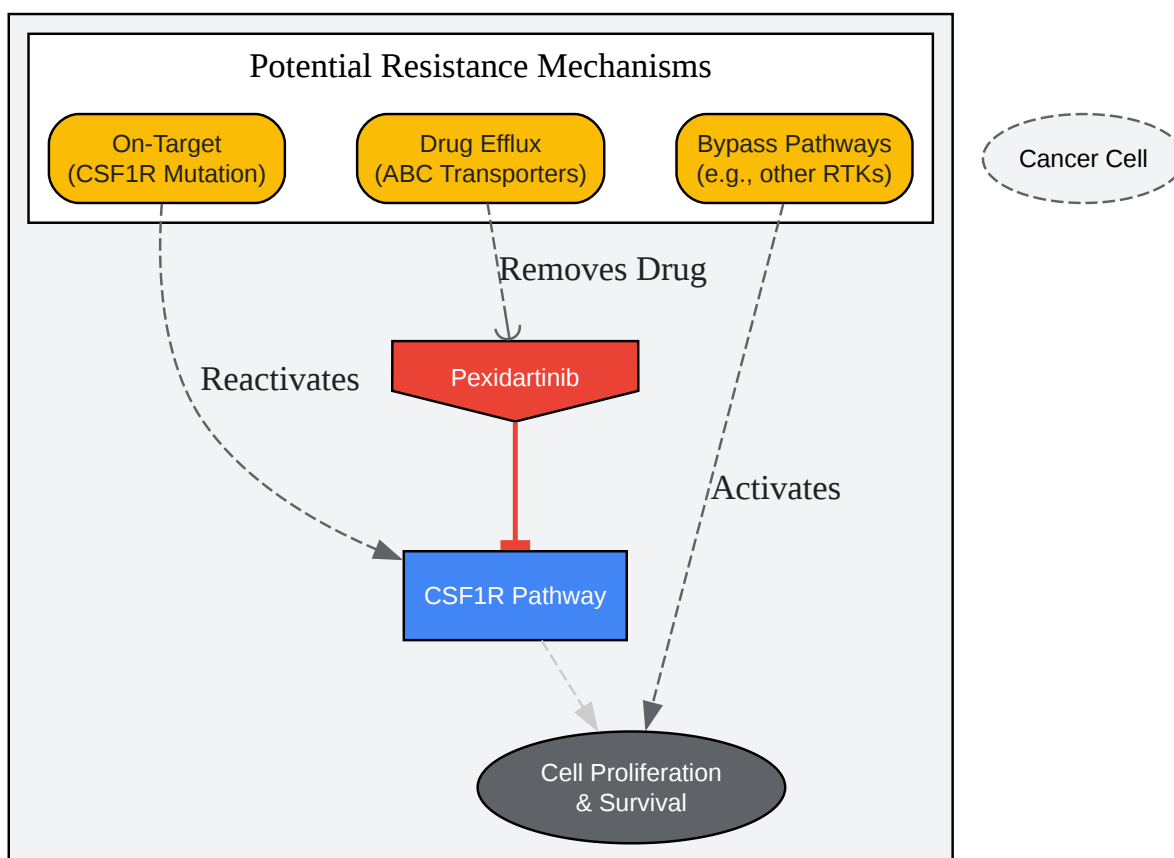 Potential Resistance Mechanisms
On-Target
(CSF1R Mutation)
Drug Efflux
(ABC Transporters)
Bypass Pathways
(e.g., other RTKs)
Cancer Cell
Removes Drug
Reactivates
Pexidartinib
Activates
CSF1R Pathway
Cell Proliferation
& Survival